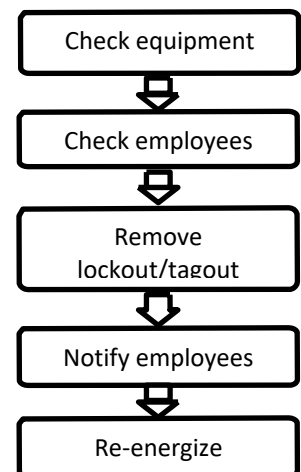 Check equipment
Check employees
Remove
lockout/tagout
Notify employees
Re-energize